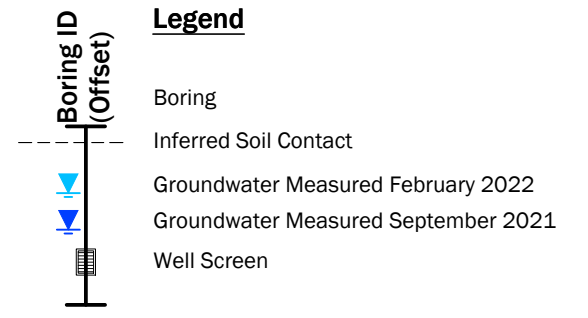 Legend
Boring ID
(Offset)
Boring
Inferred Soil Contact
Groundwater Measured February 2022
Groundwater Measured September 2021
Well Screen